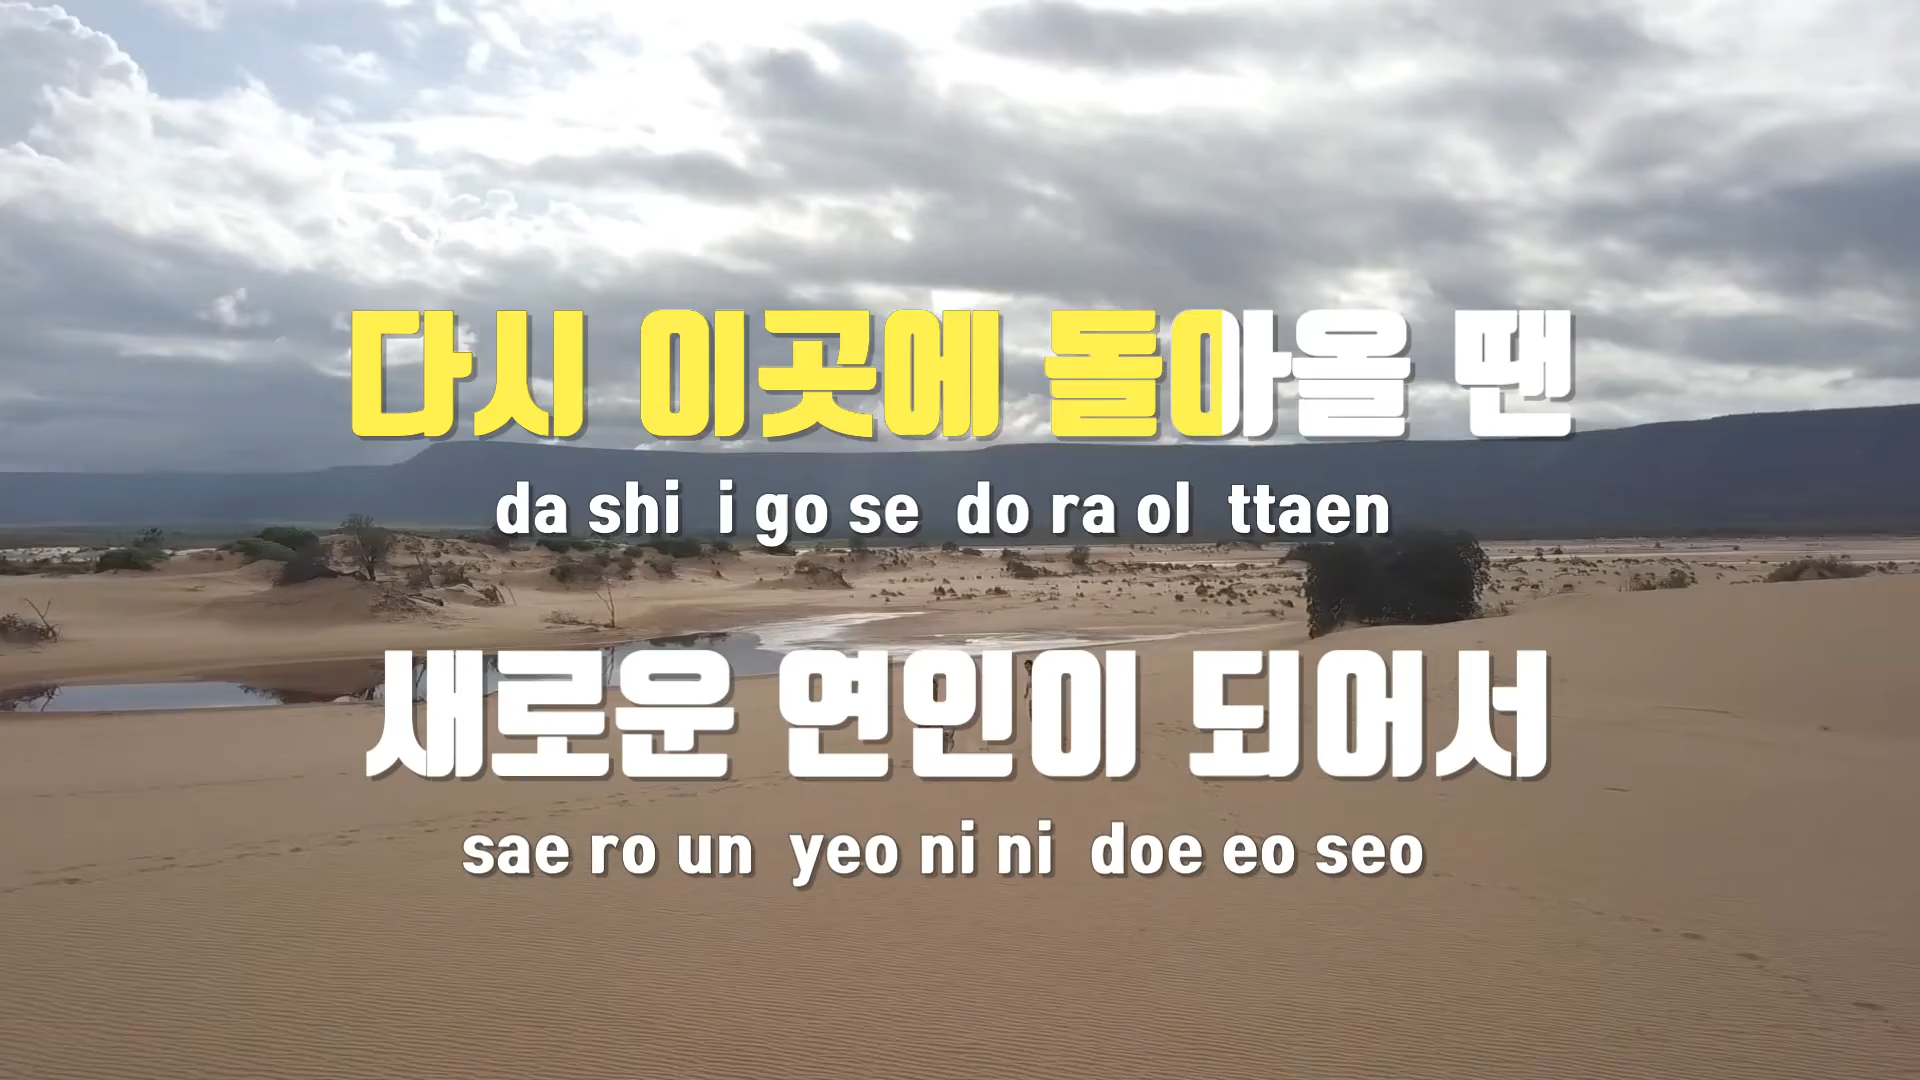 다시 이곳에 돌아올 땐
da shi i go se do ra ol ttaen
새로운 연인이 되어서
sae ro un yeo ni ni doe eo seo